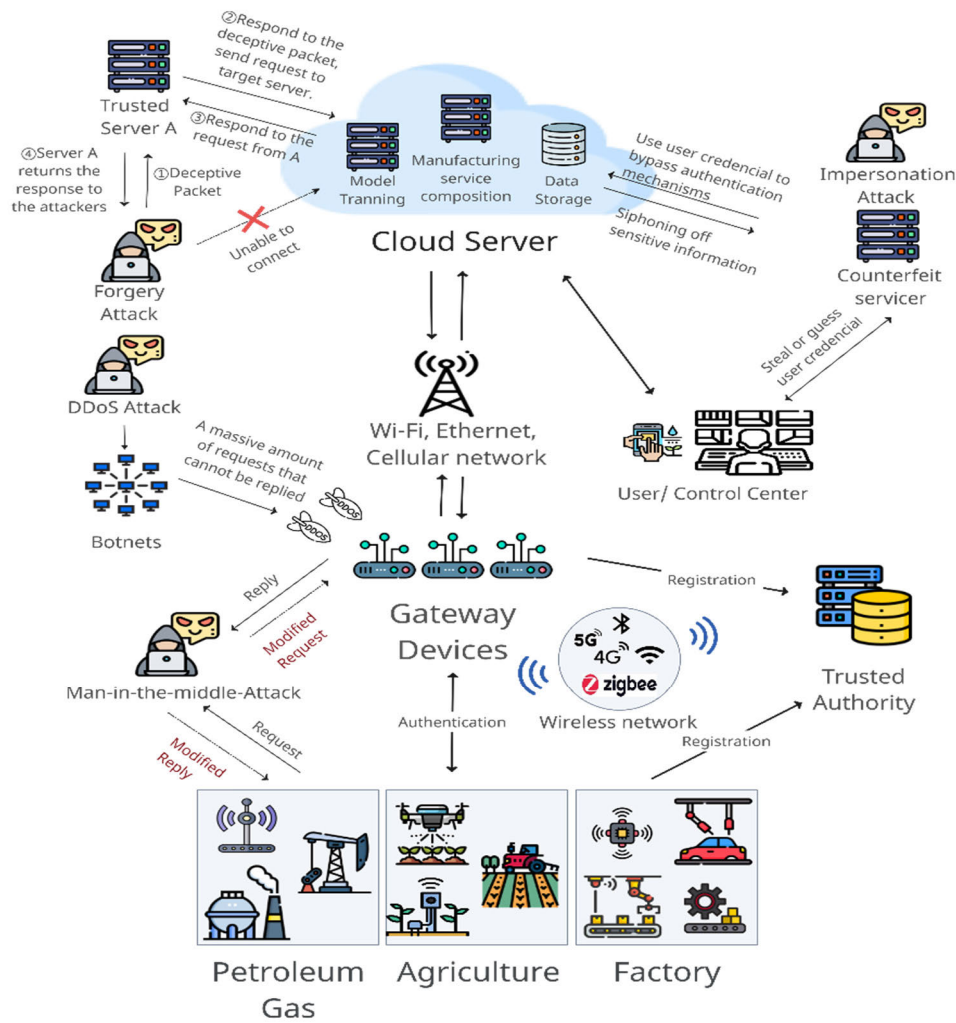 ②Respond to the
deceptive packet,
send request to
target server.
Trusted
Server A
③Respond to the
request from A
④Server A
returns the
response to
the attackers
①Deceptive
Packet
Model
Tranning
Manufacturing
service
composition
Data
Storage
Cloud Server
Unable to
connect
Forgery
Attack
Use user credencial to
bypass authentication
mechanisms
Siphoning off
sensitive information
Impersonation
Attack
Counterfeit
servicer
Steal or guess
user credencial
User/ Control Center
DDoS Attack
Botnets
A massive amount
of requests that
cannot be replied
DDOS
DDOS
Wi-Fi, Ethernet,
Cellular network
Gateway
Devices
Reply
Modified
Request
Man-in-the-middle-Attack
Modified
Reply
Request
Authentication
5G
4G
zigbee
Wireless network
Registration
Trusted
Authority
Registration
Petroleum
Gas
Agriculture
Factory